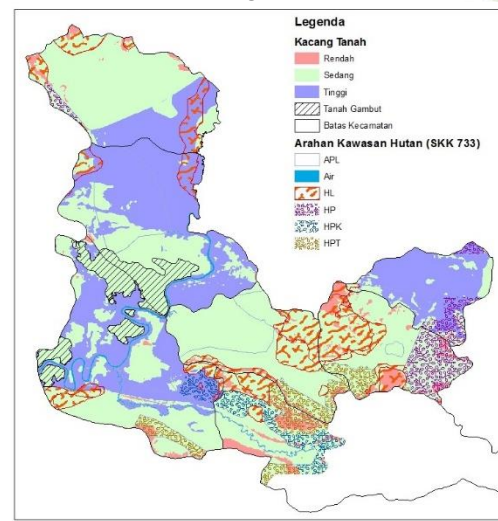 Legenda
Kacang Tanah
Rendah
Sedang
Tinggi
Tanah Gambut
Batas Kecamatan
Arahan Kawasan Hutan (SKK 733)
APL
Air
HL
HP
HPK
HPT